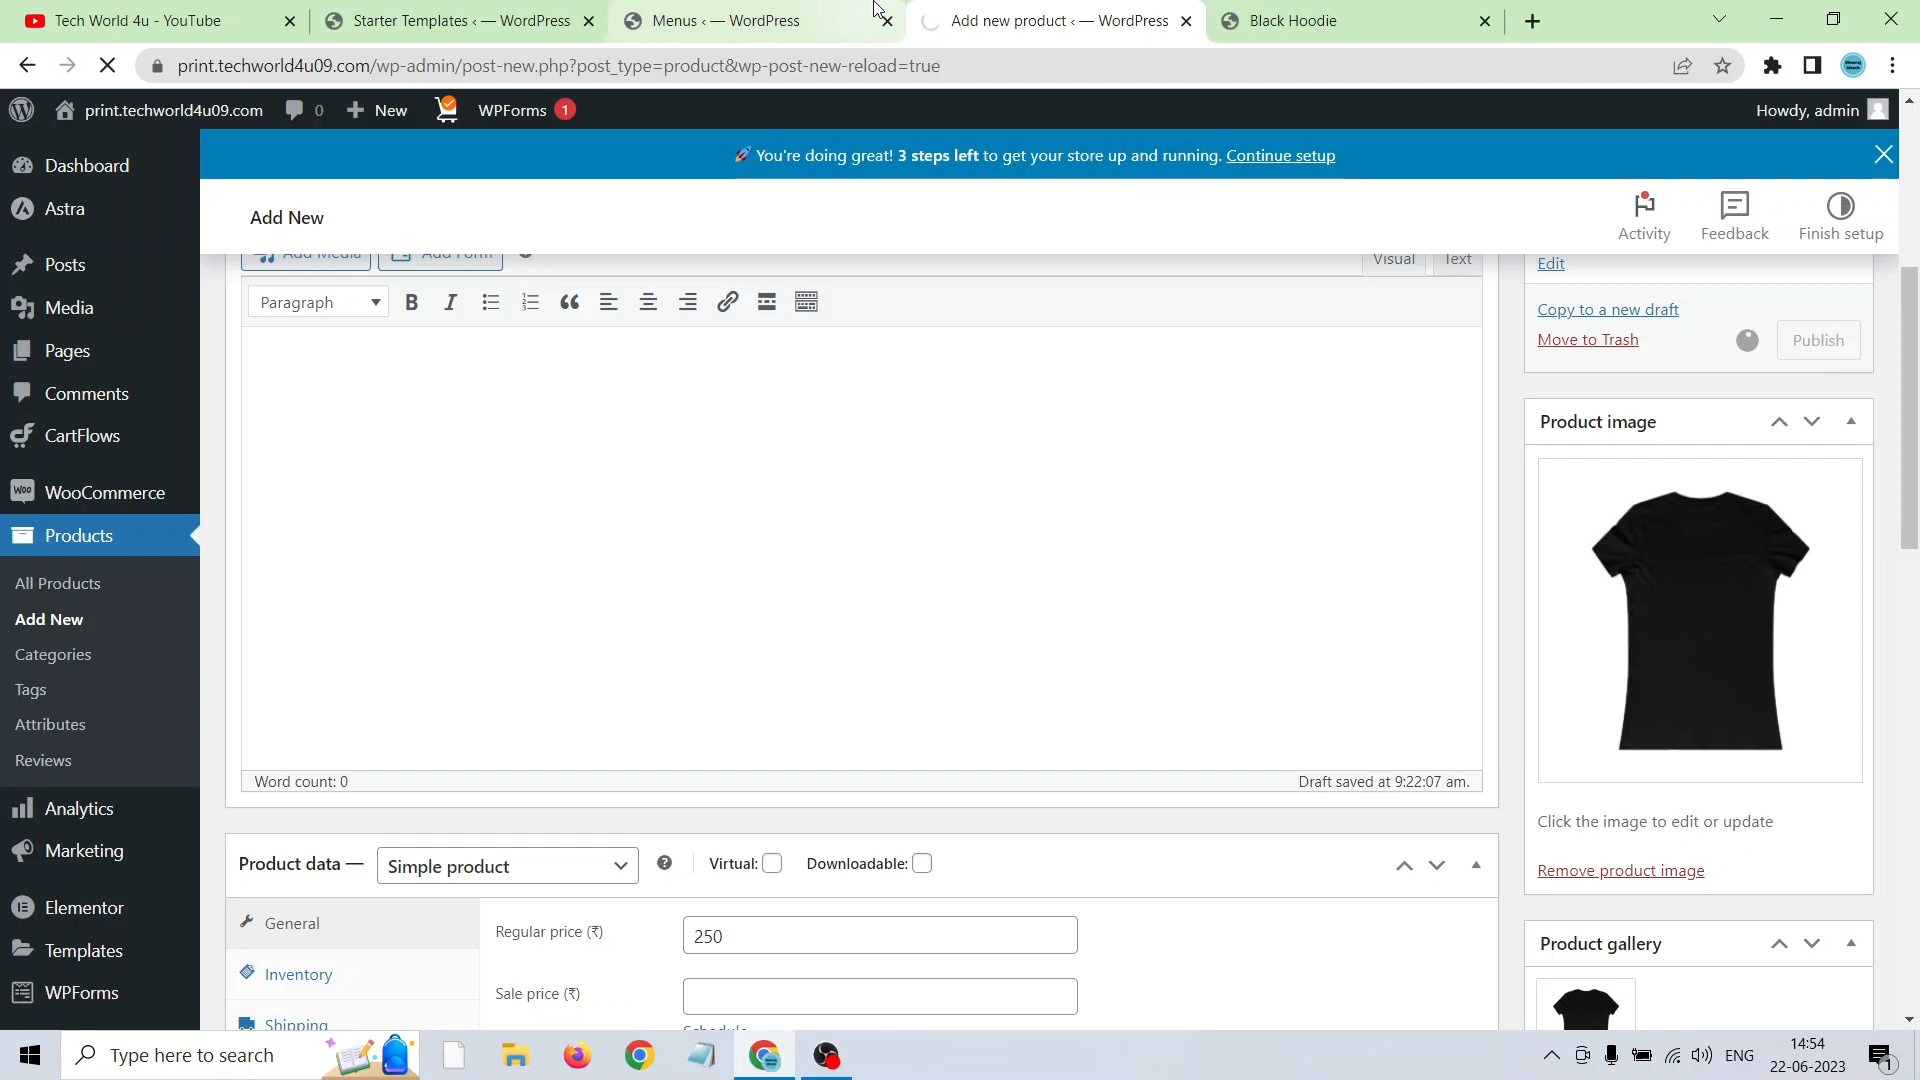 Tech World 4u - YouTube
Starter Templates ‹ — WordPress
Menus ‹ — WordPress
Add new product ‹ — WordPress
Black Hoodie
print.techworld4u09.com/wp-admin/post-new.php?post_type=product&wp-post-new-reload=true
print.techworld4u09.com
0
New
WPForms 1
Howdy, admin
You're doing great! 3 steps left to get your store up and running. Continue setup
Add New
Activity
Feedback
Finish setup
Dashboard
Astra
Posts
Media
Pages
Comments
CartFlows
WooCommerce
Products
All Products
Add New
Categories
Tags
Attributes
Reviews
Analytics
Marketing
Elementor
Templates
WPForms
Add Media
Add Form
Visual
Text
Paragraph
Word count: 0
Draft saved at 9:22:07 am.
Product data —
Simple product
Virtual:
Downloadable:
General
Inventory
Shipping
Regular price (₹)
250
Sale price (₹)
Schedule
Edit
Copy to a new draft
Move to Trash
Publish
Product image
Click the image to edit or update
Remove product image
Product gallery
Type here to search
ENG
14:54
22-06-2023
1